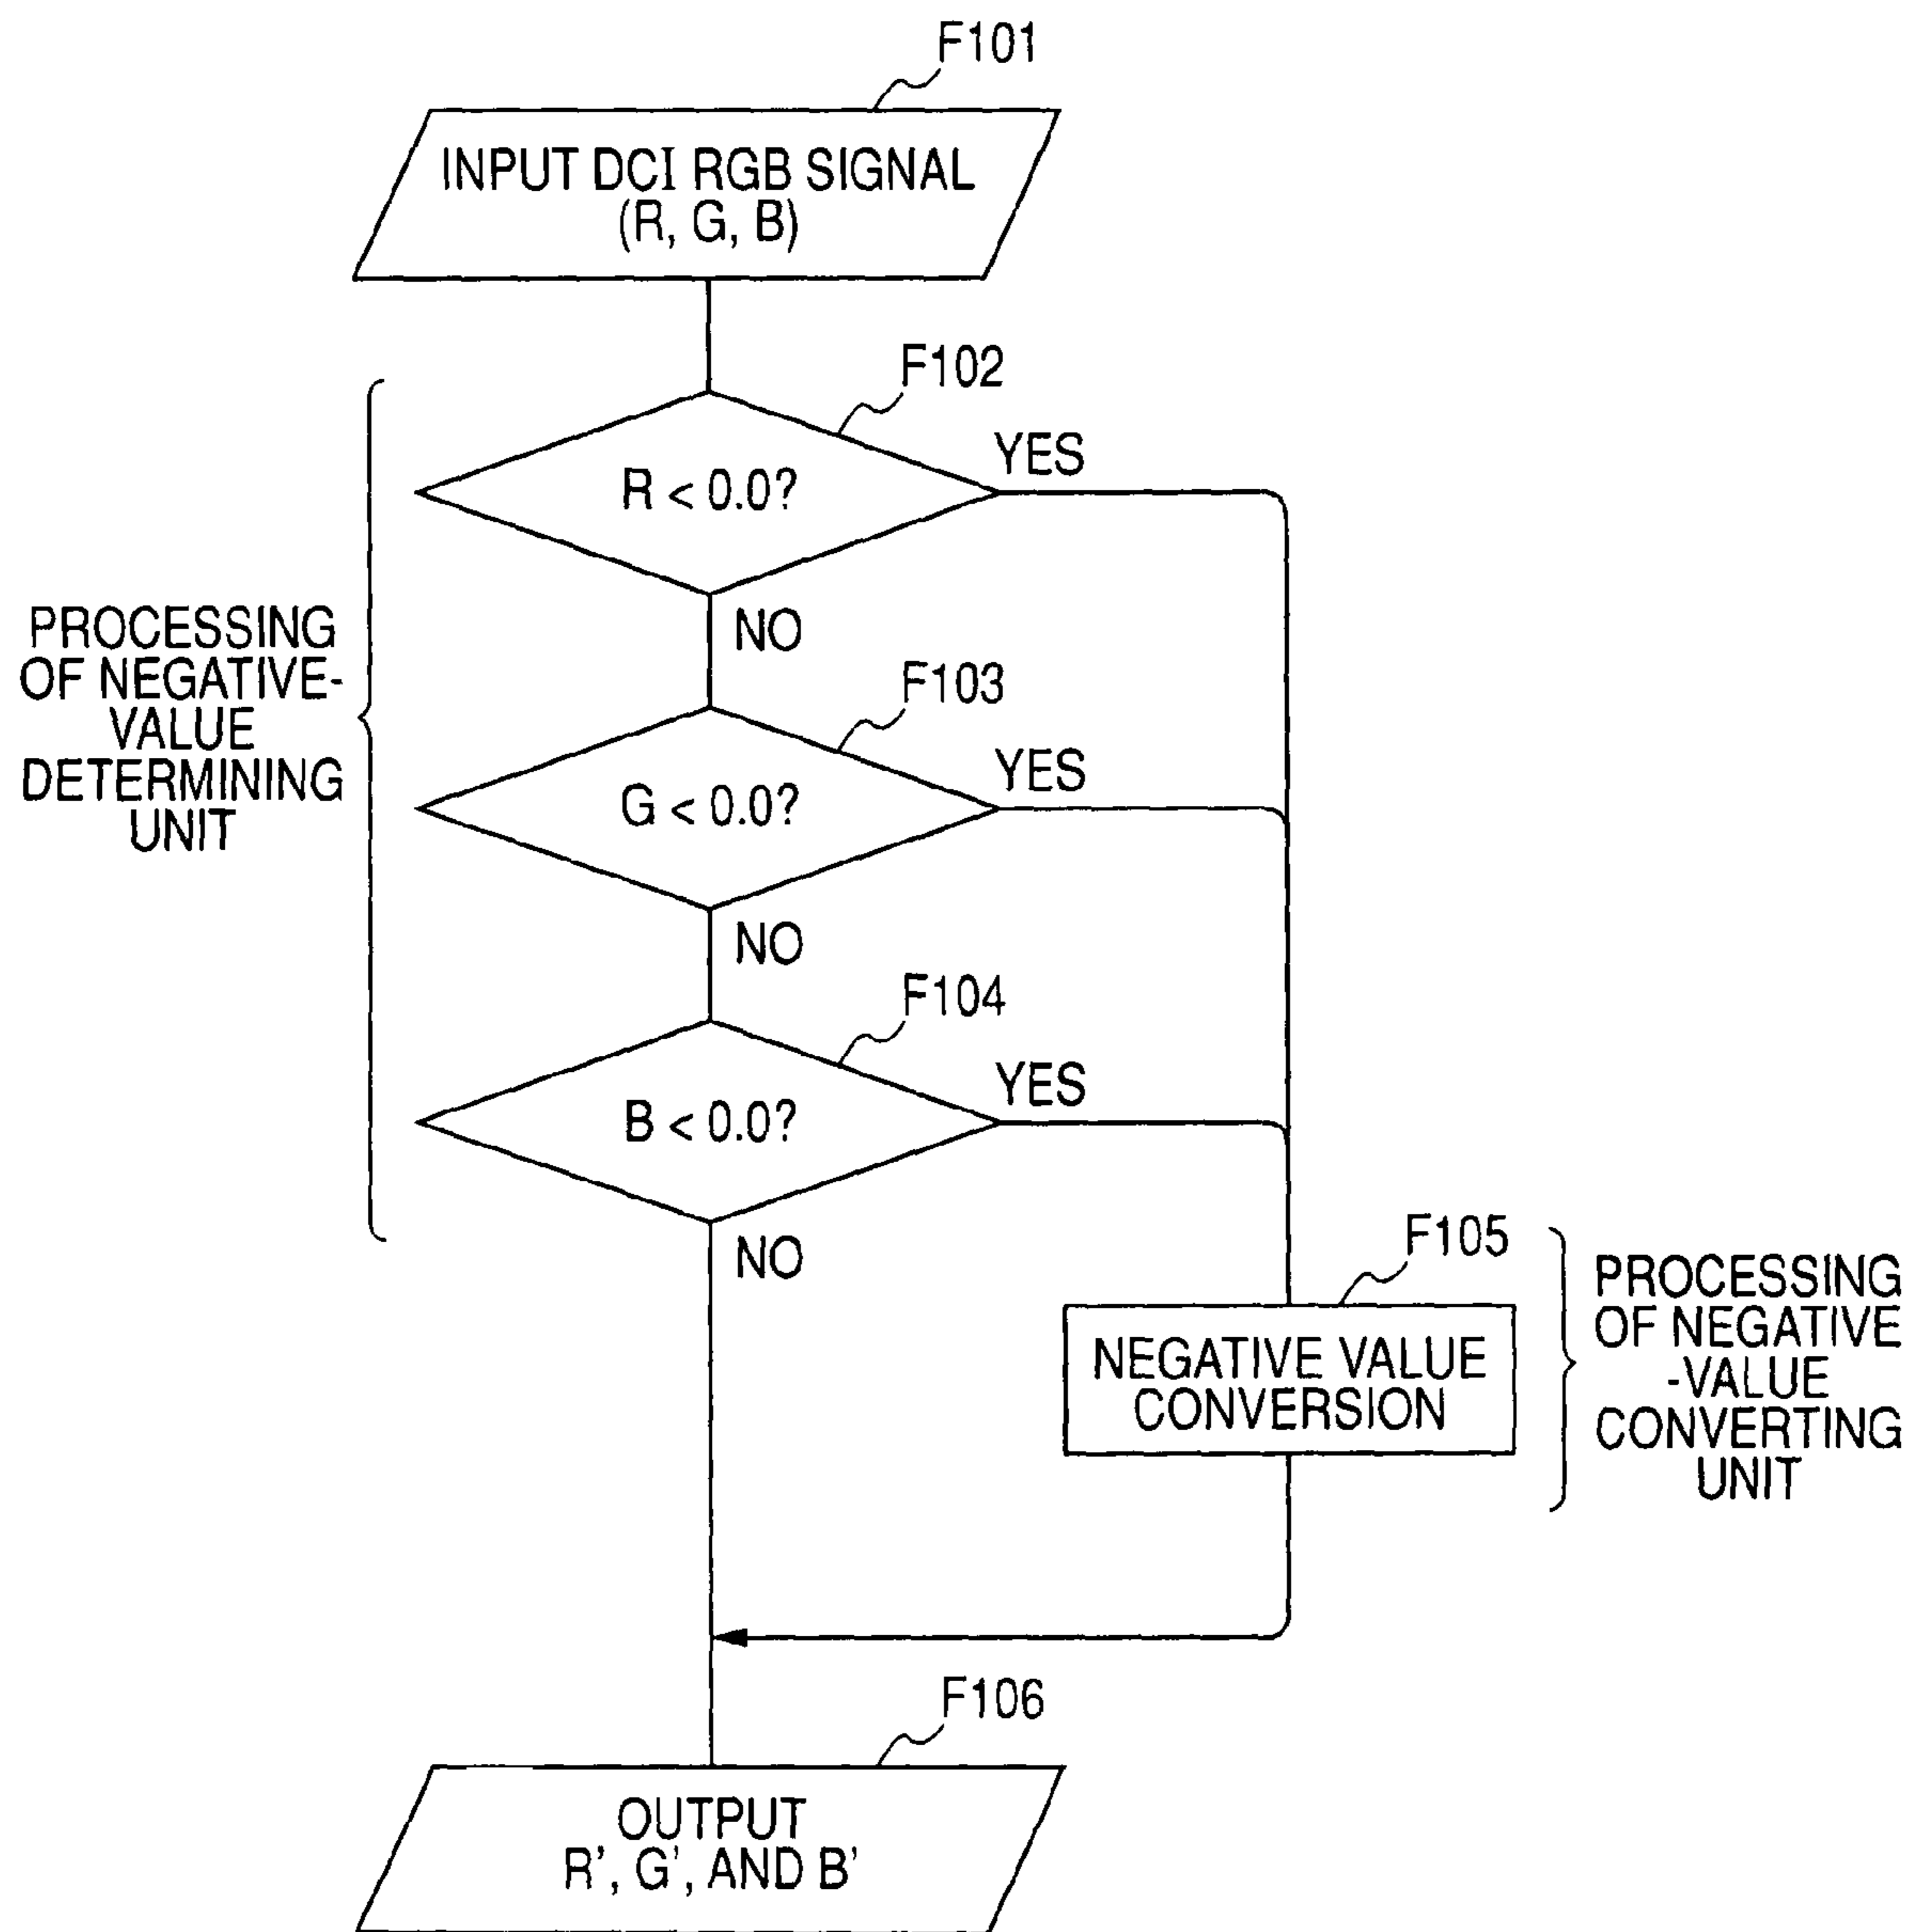 F101
INPUT DCI RGB SIGNAL
(R, G, B)
F102
R < 0.0?
YES
NO
PROCESSING
OF NEGATIVE-
VALUE
DETERMINING
UNIT
F103
G < 0.0?
YES
NO
F104
B < 0.0?
YES
NO
F105
NEGATIVE VALUE
CONVERSION
PROCESSING
OF NEGATIVE
-VALUE
CONVERTING
UNIT
F106
OUTPUT
R’, G’, AND B’